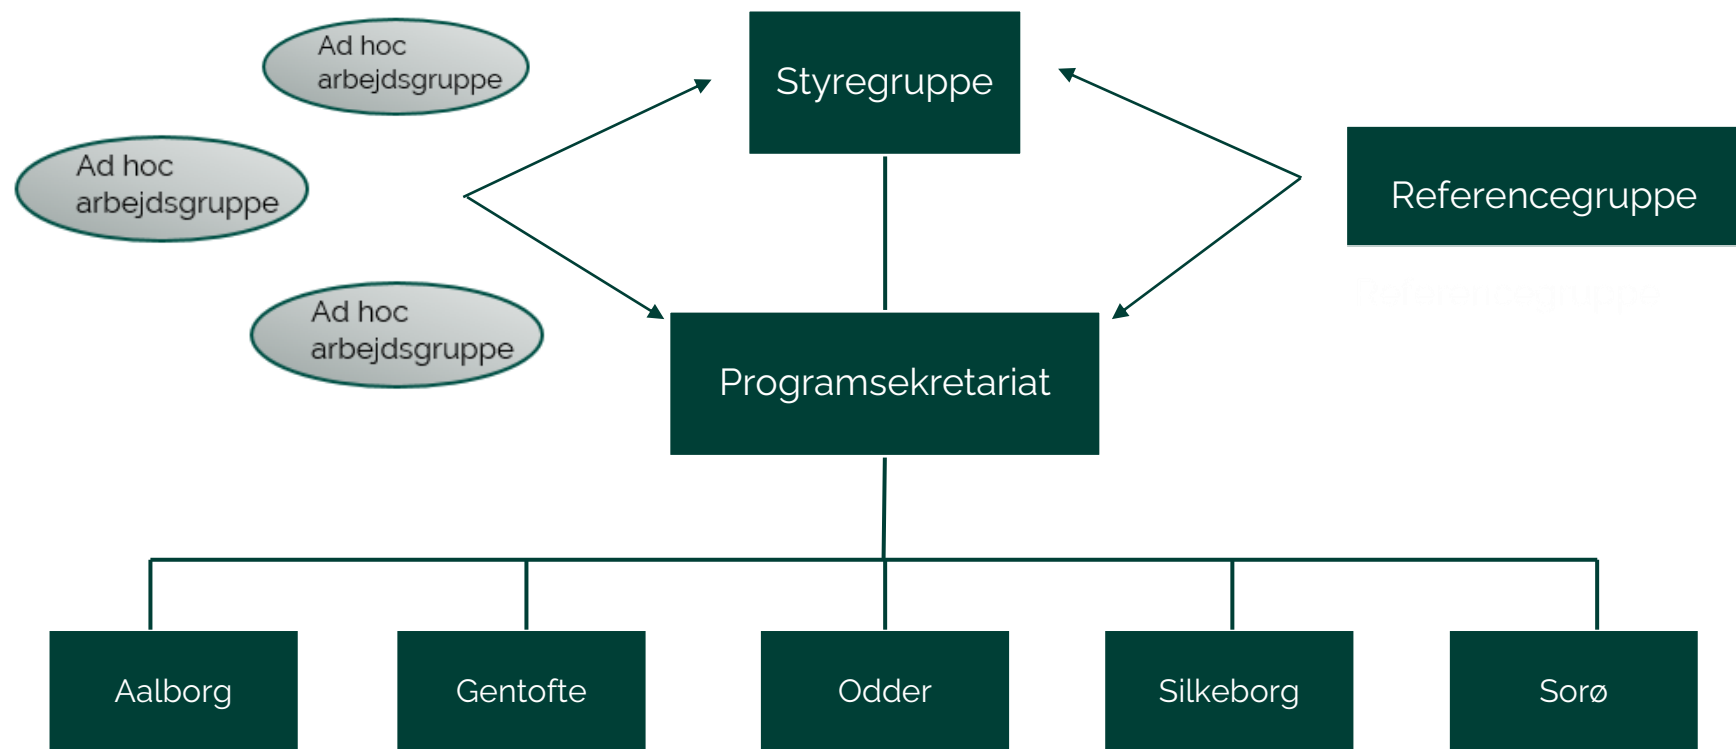 Ad hoc
arbejdsgruppe
Styregruppe
Ad hoc
arbejdsgruppe
Referencegruppe
Ad hoc
arbejdsgruppe
Programsekretariat
Aalborg
Gentofte
Odder
Silkeborg
Sorø